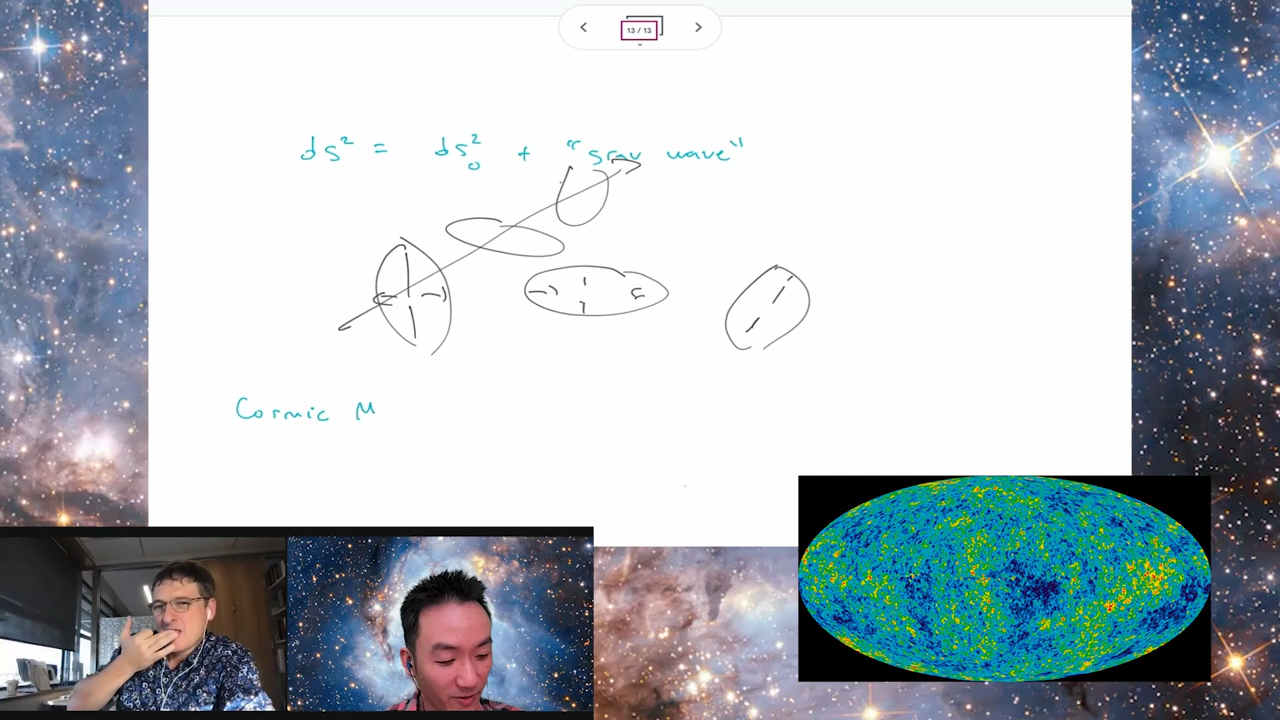 13 / 13
ds² = ds₀² + "grav wave"
Cosmic M